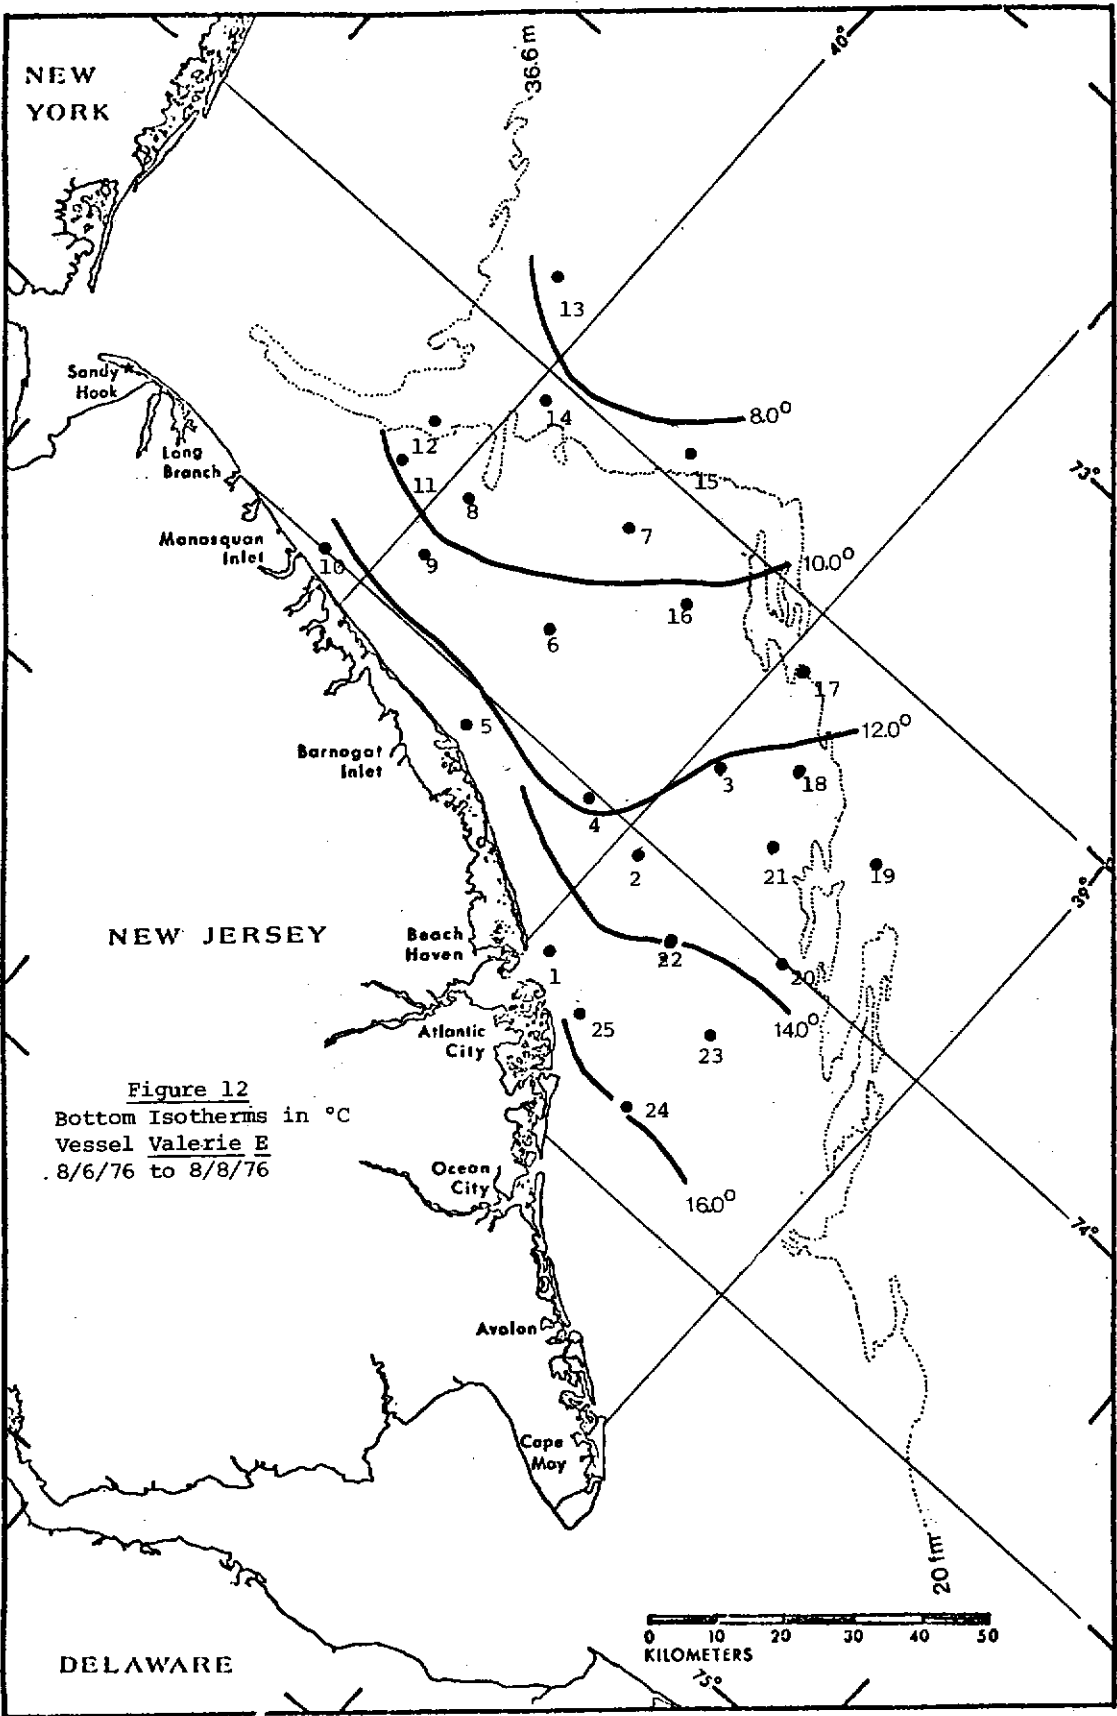 NEW
YORK
36.6 m
40°
13
Sandy
Hook
8.0°
14
12
Long
Branch
15
11
8
7
Manasquan
Inlet
10
9
10.0°
73°
16
6
17
5
12.0°
Barnegat
Inlet
3
18
4
2
21
19
39°
NEW JERSEY
Beach
Haven
1
22
20
25
14.0°
Atlantic
City
23
Figure 12
Bottom Isotherms in °C
Vessel Valerie E
8/6/76 to 8/8/76
24
Ocean
City
16.0°
74°
Avalon
Cape
May
20 fm
0 10 20 30 40 50
KILOMETERS
DELAWARE
75°